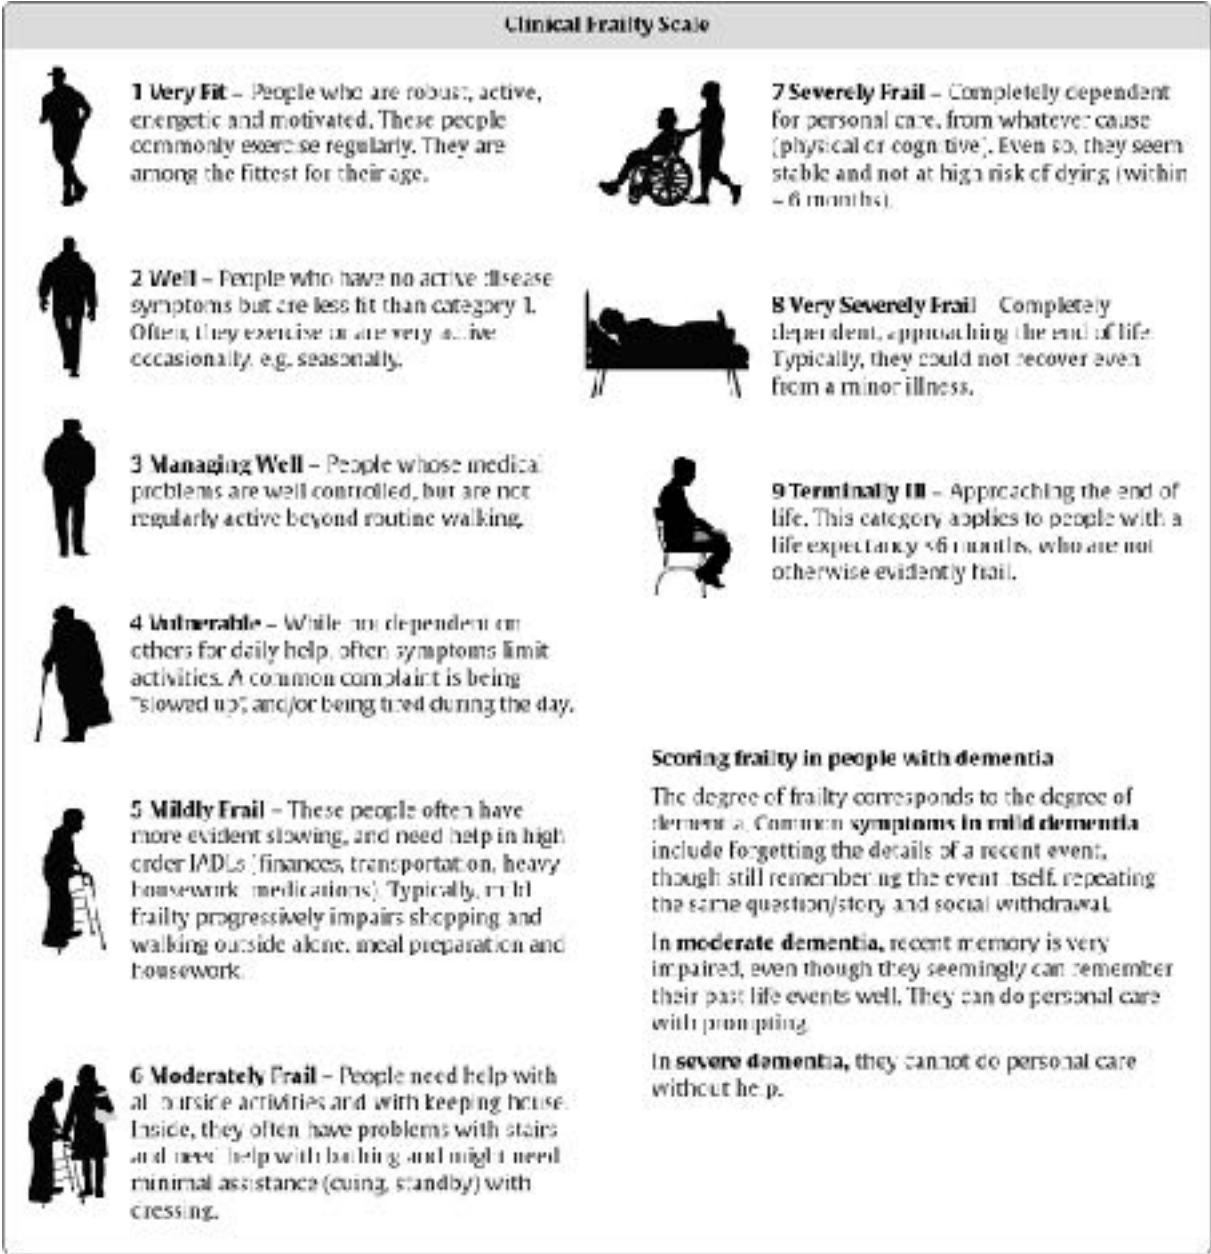 Clinical Frailty Scale
1 Very Fit – People who are robust, active,
energetic and motivated. These people
commonly exercise regularly. They are
among the fittest for their age.
2 Well – People who have no active disease
symptoms but are less fit than category 1.
Often, they exercise or are very active
occasionally, e.g. seasonally.
3 Managing Well – People whose medical
problems are well controlled, but are not
regularly active beyond routine walking.
4 Vulnerable – While not dependent on
others for daily help, often symptoms limit
activities. A common complaint is being
"slowed up", and/or being tired during the day.
5 Mildly Frail – These people often have
more evident slowing, and need help in high
order IADLs (finances, transportation, heavy
housework, medications). Typically, mild
frailty progressively impairs shopping and
walking outside alone, meal preparation and
housework.
6 Moderately Frail – People need help with
all outside activities and with keeping house.
Inside, they often have problems with stairs
and need help with bathing and might need
minimal assistance (cuing, standby) with
dressing.
7 Severely Frail – Completely dependent
for personal care, from whatever cause
(physical or cognitive). Even so, they seem
stable and not at high risk of dying (within
~ 6 months).
8 Very Severely Frail – Completely
dependent, approaching the end of life.
Typically, they could not recover even
from a minor illness.
9 Terminally Ill – Approaching the end of
life. This category applies to people with a
life expectancy <6 months, who are not
otherwise evidently frail.
Scoring frailty in people with dementia
The degree of frailty corresponds to the degree of
dementia. Common symptoms in mild dementia
include forgetting the details of a recent event,
though still remembering the event itself, repeating
the same question/story and social withdrawal.
In moderate dementia, recent memory is very
impaired, even though they seemingly can remember
their past life events well. They can do personal care
with prompting.
In severe dementia, they cannot do personal care
without help.